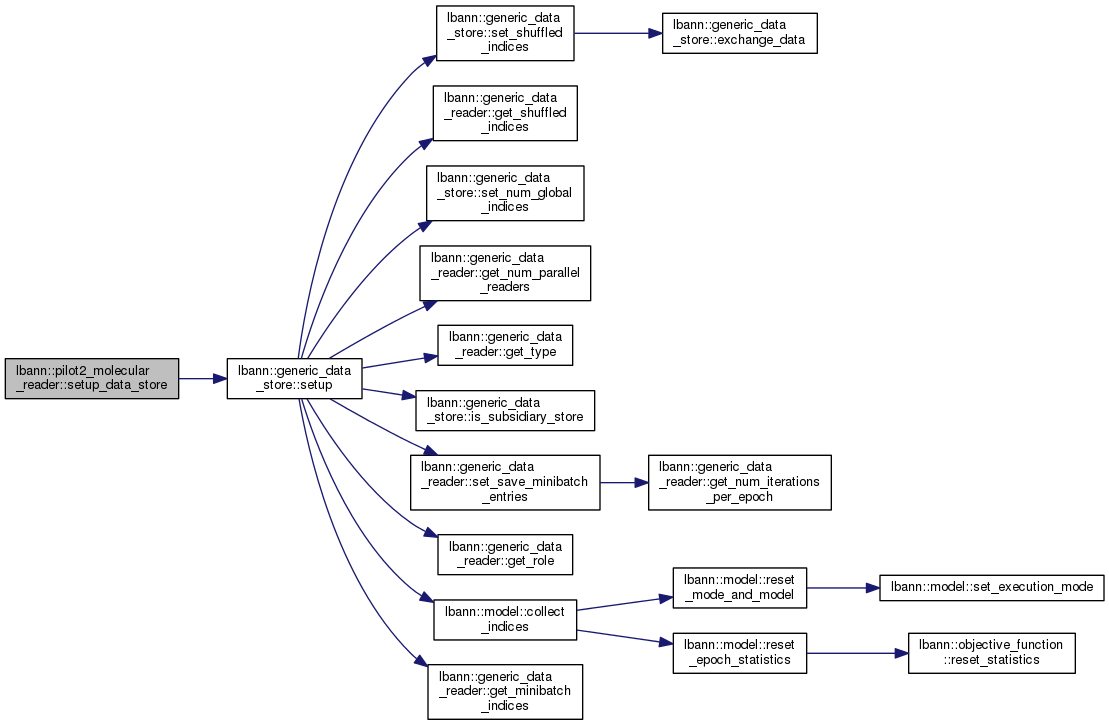 lbann::generic_data
_store::set_shuffled
_indices
lbann::generic_data
_store::exchange_data
lbann::generic_data
_reader::get_shuffled
_indices
lbann::generic_data
_store::set_num_global
_indices
lbann::generic_data
_reader::get_num_parallel
_readers
lbann::generic_data
_reader::get_type
lbann::pilot2_molecular
_reader::setup_data_store
lbann::generic_data
_store::setup
lbann::generic_data
_store::is_subsidiary_store
lbann::generic_data
_reader::set_save_minibatch
_entries
lbann::generic_data
_reader::get_num_iterations
_per_epoch
lbann::generic_data
_reader::get_role
lbann::model::collect
_indices
lbann::model::reset
_mode_and_model
lbann::model::set_execution_mode
lbann::model::reset
_epoch_statistics
lbann::objective_function
::reset_statistics
lbann::generic_data
_reader::get_minibatch
_indices